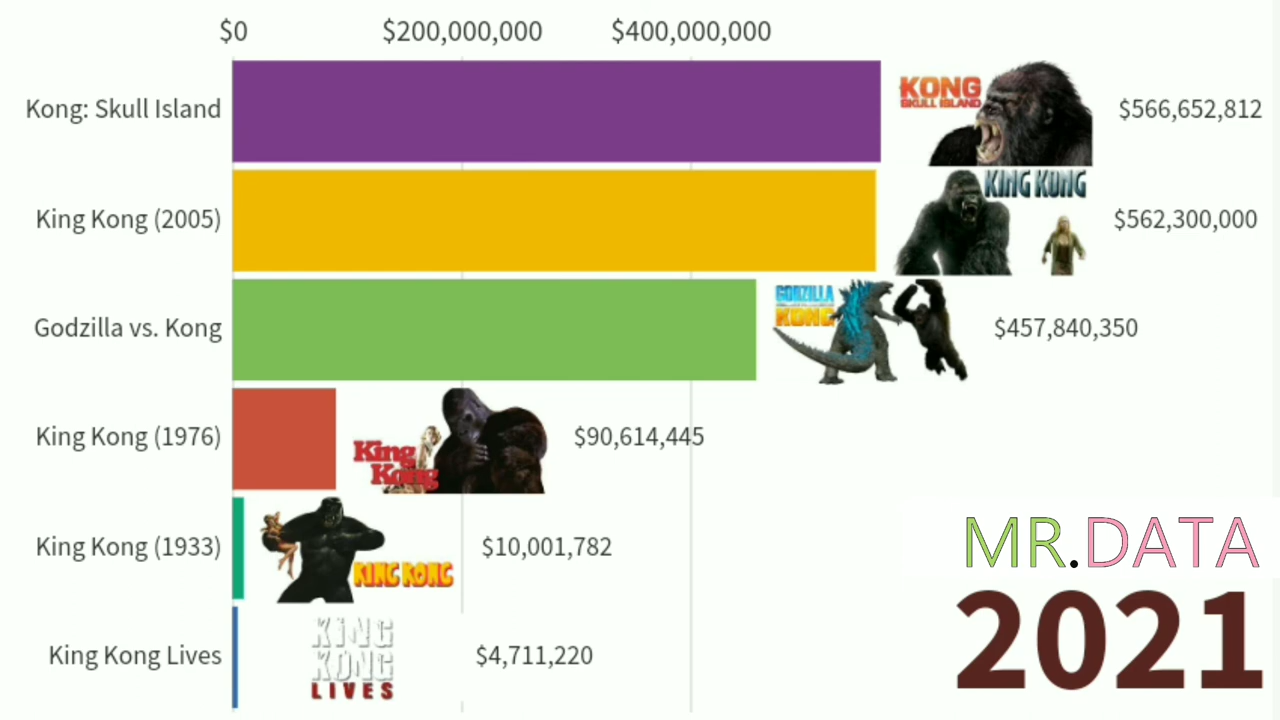 $0 $200,000,000 $400,000,000
Kong: Skull Island KONG SKULL ISLAND $566,652,812
King Kong (2005) KING KONG $562,300,000
Godzilla vs. Kong GODZILLA KONG $457,840,350
King Kong (1976) King Kong $90,614,445
King Kong (1933) KING KONG $10,001,782
King Kong Lives KING KONG LIVES $4,711,220
MR.DATA
2021